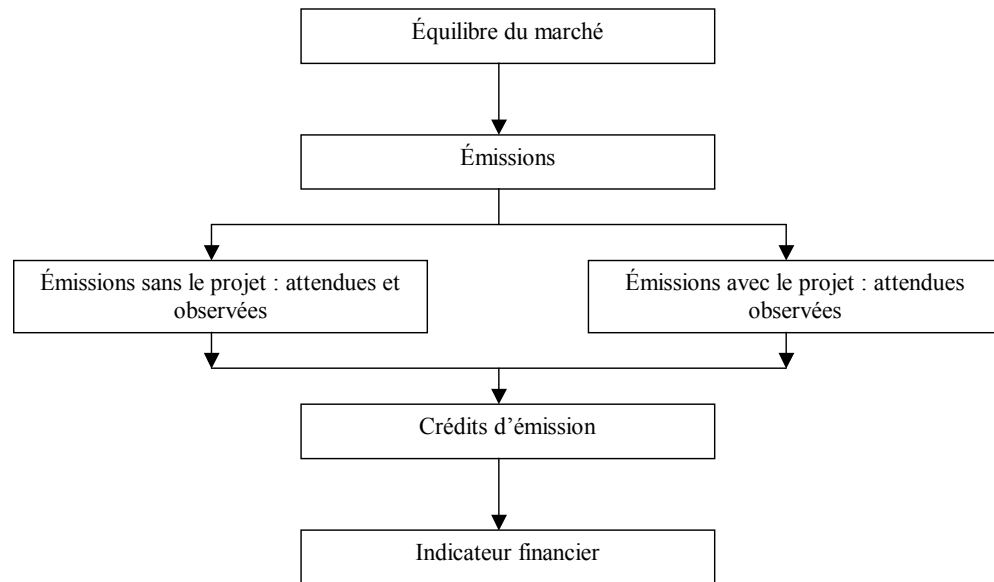 Équilibre du marché
Émissions
Émissions sans le projet : attendues et
observées
Émissions avec le projet : attendues
observées
Crédits d’émission
Indicateur financier